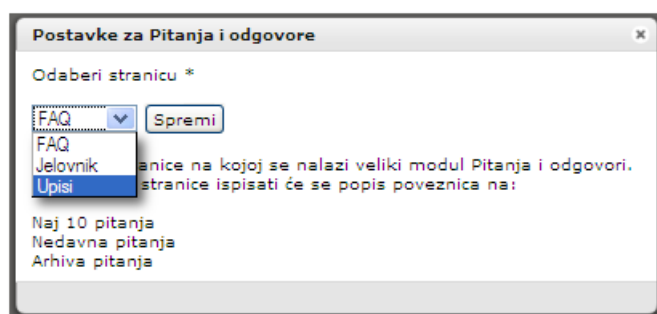 Postavke za Pitanja i odgovore
Odaberi stranicu *
FAQ
Spremi
FAQ
Jelovnik
Upisi
anice na kojoj se nalazi veliki modul Pitanja i odgovori.
stranice ispisati će se popis poveznica na:
Naj 10 pitanja
Nedavna pitanja
Arhiva pitanja